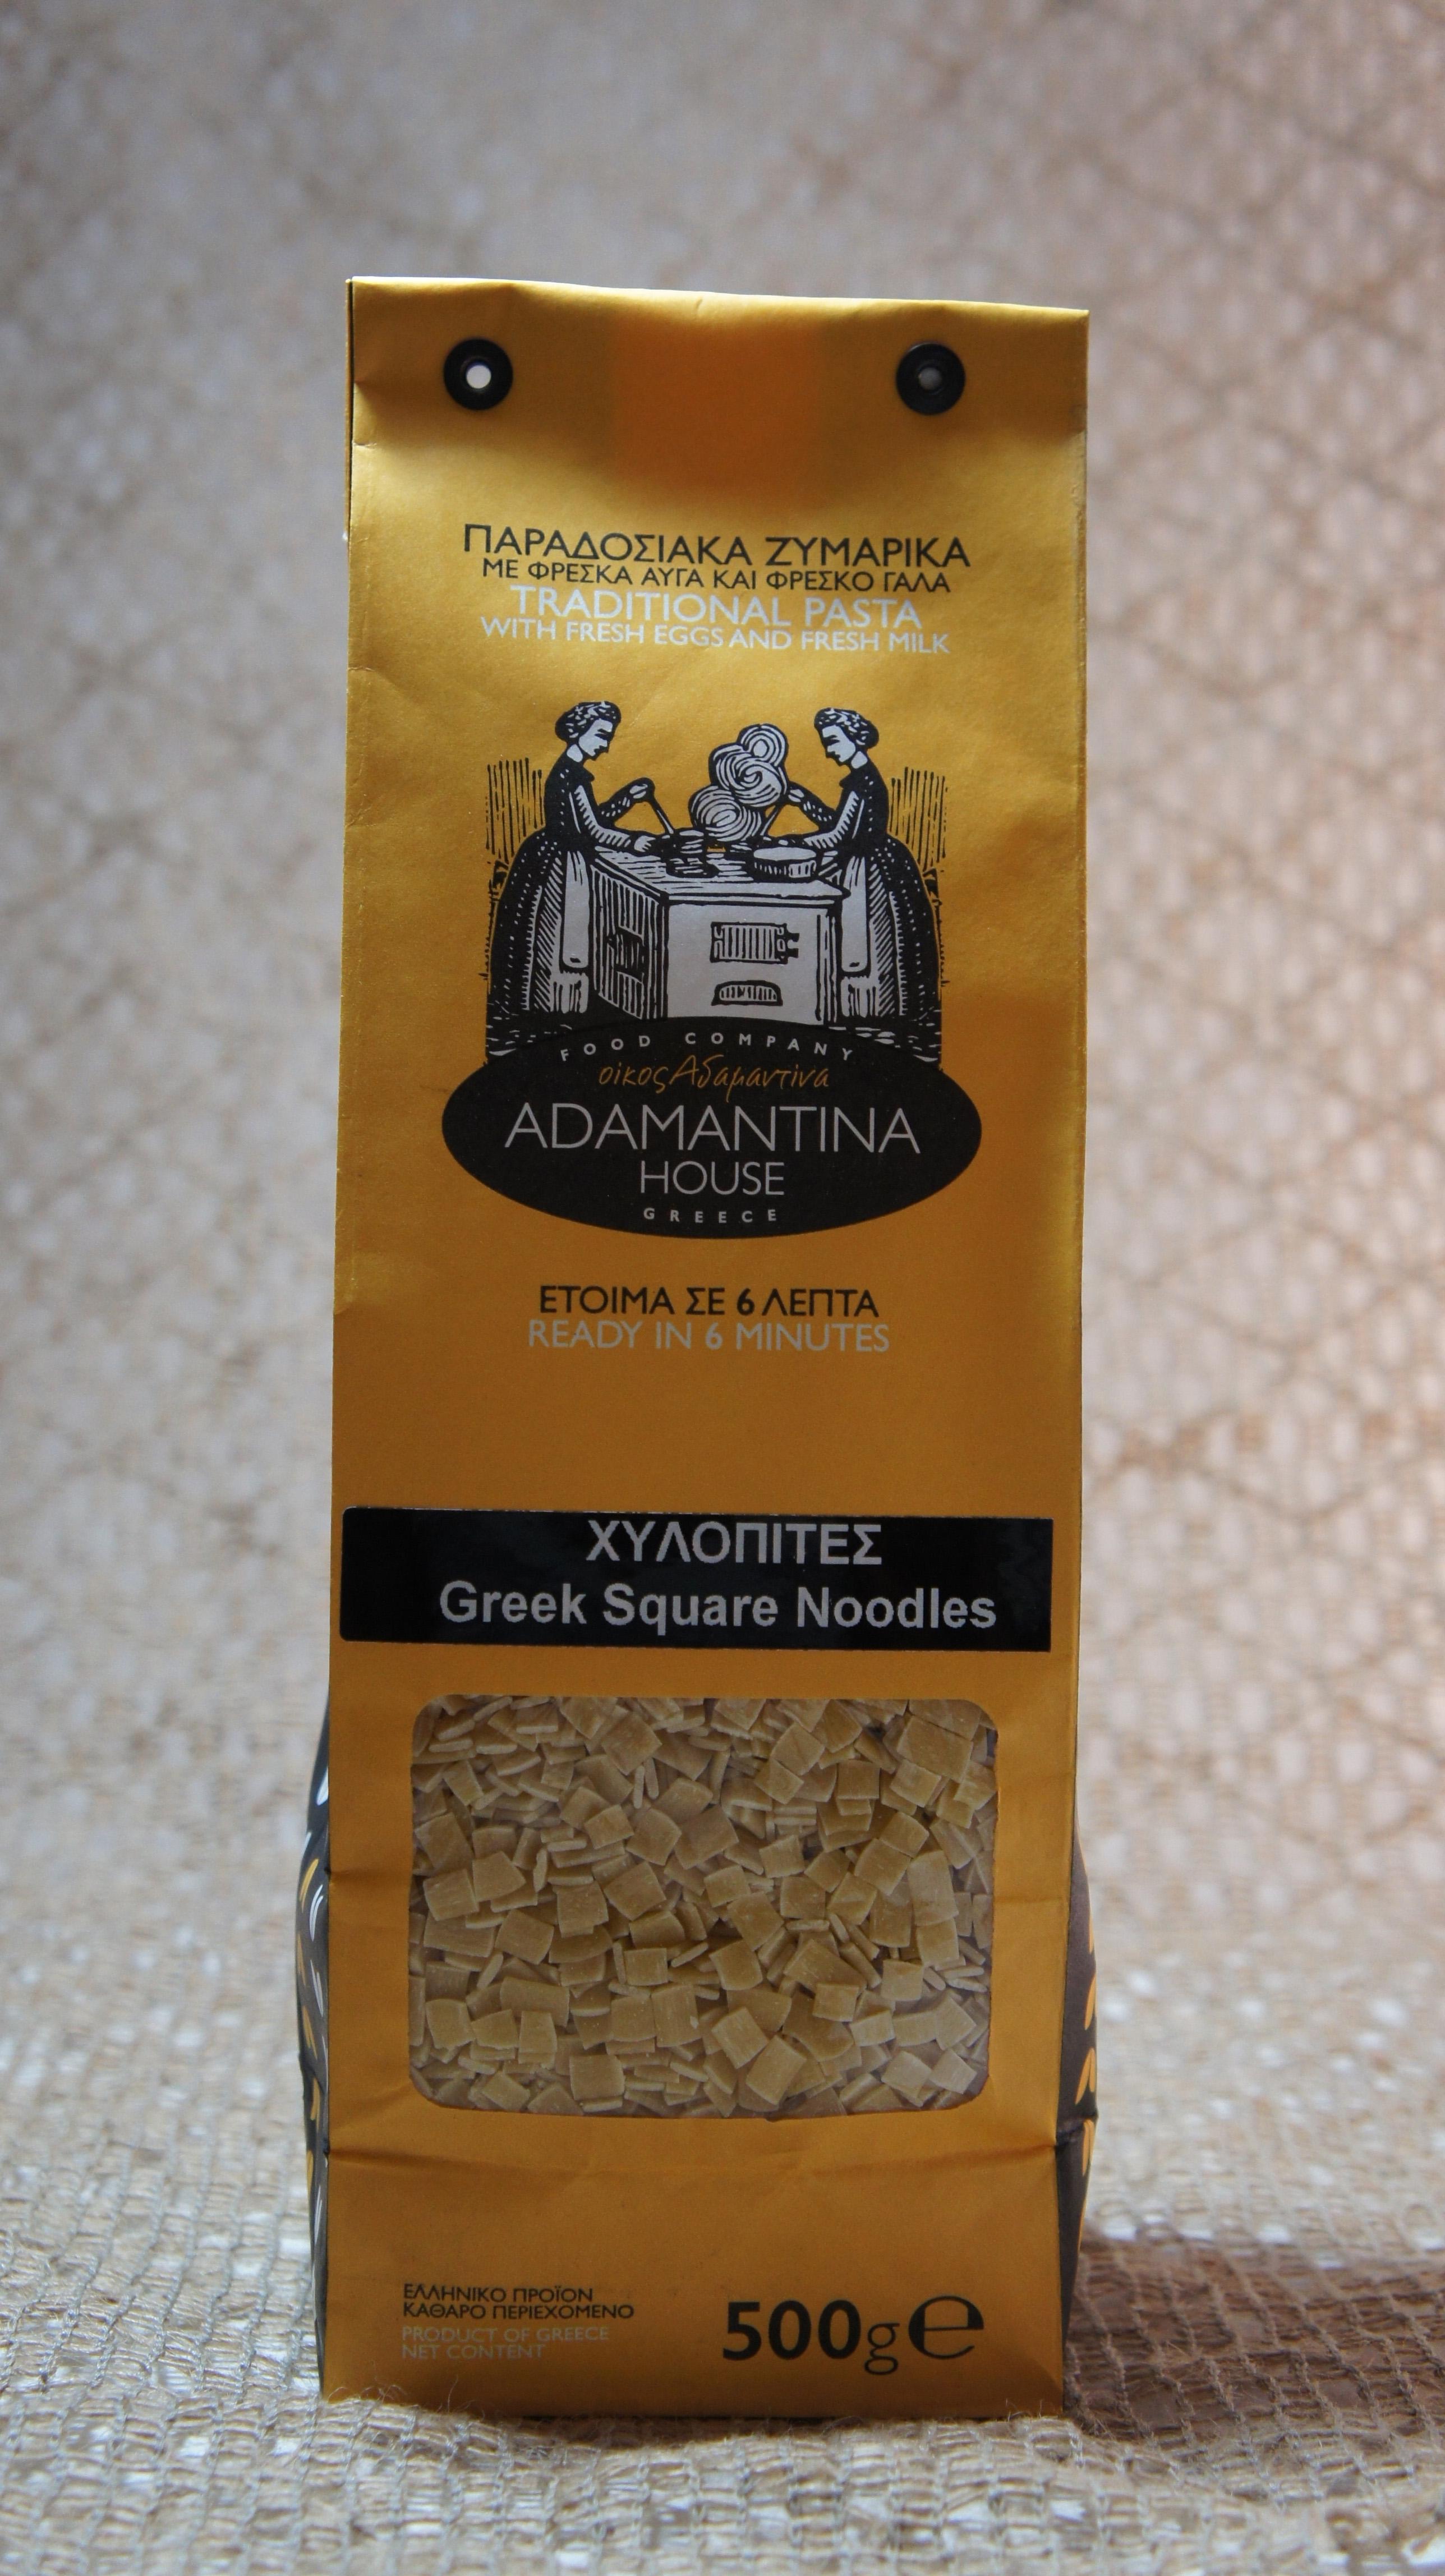 ΠΑΡΑΔΟΣΙΑΚΑ ΖΥΜΑΡΙΚΑ
ΜΕ ΦΡΕΣΚΑ ΑΥΓΑ ΚΑΙ ΦΡΕΣΚΟ ΓΑΛΑ
TRADITIONAL PASTA
WITH FRESH EGGS AND FRESH MILK
FOOD COMPANY
οίκος Αδαμαντίνα
ADAMANTINA
HOUSE
GREECE
ΕΤΟΙΜΑ ΣΕ 6 ΛΕΠΤΑ
READY IN 6 MINUTES
ΧΥΛΟΠΙΤΕΣ
Greek Square Noodles
ΕΛΛΗΝΙΚΟ ΠΡΟΪΟΝ
ΚΑΘΑΡΟ ΠΕΡΙΕΧΟΜΕΝΟ
PRODUCT OF GREECE
NET CONTENT
500g ℮